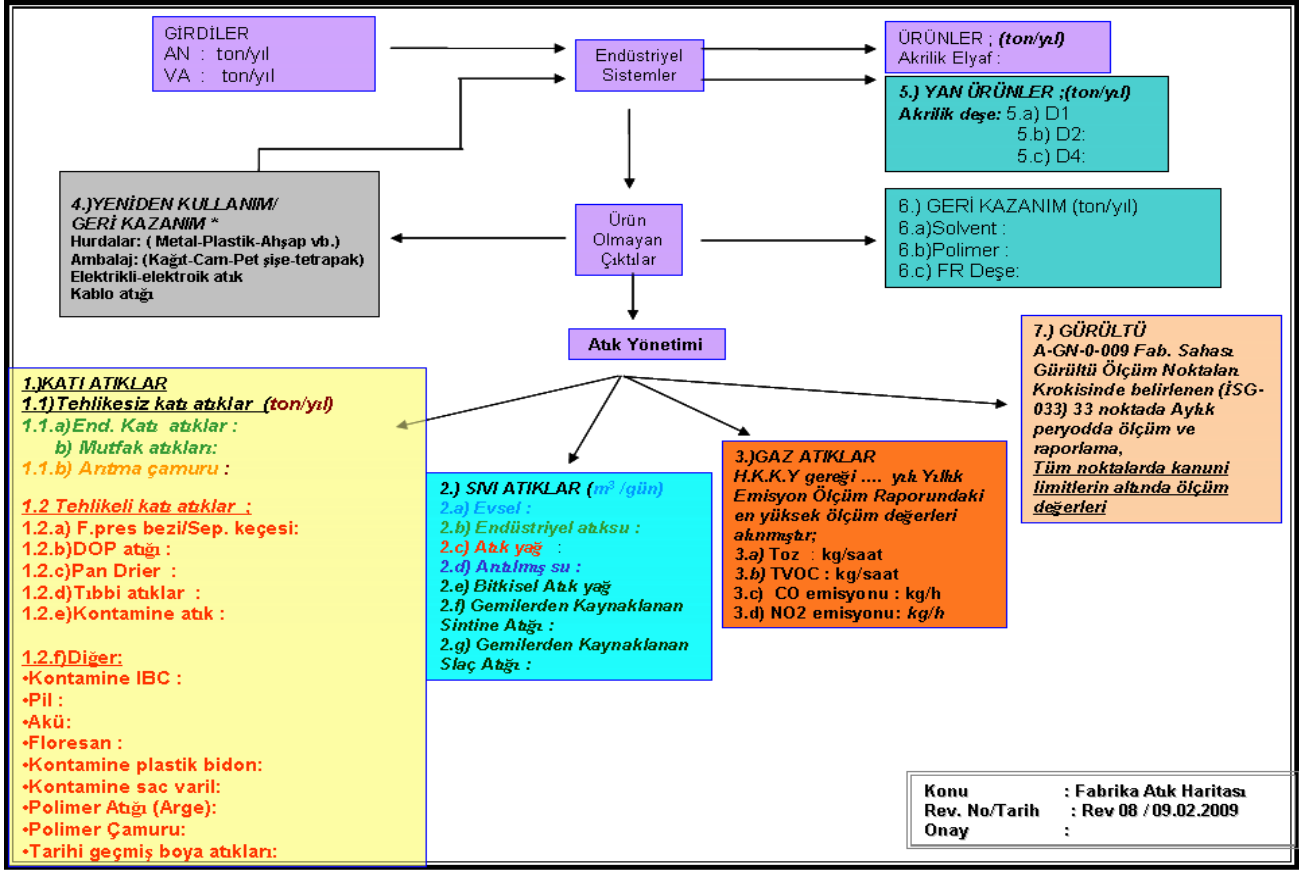 GİRDİLER
AN : ton/yıl
VA : ton/yıl
Endüstriyel
Sistemler
ÜRÜNLER ; (ton/yıl)
Akrilik Elyaf :
5.) YAN ÜRÜNLER ;(ton/yıl)
Akrilik deşe: 5.a) D1
5.b) D2:
5.c) D4:
4.)YENİDEN KULLANIM/
GERİ KAZANIM *
Hurdalar: ( Metal-Plastik-Ahşap vb.)
Ambalaj: (Kağıt-Cam-Pet şişe-tetrapak)
Elektrikli-elektroik atık
Kablo atığı
Ürün
Olmayan
Çıktılar
6.) GERİ KAZANIM (ton/yıl)
6.a)Solvent :
6.b)Polimer :
6.c) FR Deşe:
Atık Yönetimi
7.) GÜRÜLTÜ
A-GN-0-009 Fab. Sahası
Gürültü Ölçüm Noktaları
Krokisinde belirlenen (İSG-
033) 33 noktada Aylık
peryodda ölçüm ve
raporlama,
Tüm noktalarda kanuni
limitlerin altında ölçüm
değerleri
1.)KATI ATIKLAR
1.1)Tehlikesiz katı atıklar (ton/yıl)
1.1.a)End. Katı atıklar :
b) Mutfak atıkları:
1.1.b) Arıtma çamuru :
1.2 Tehlikeli katı atıklar ;
1.2.a) F.pres bezi/Sep. keçesi:
1.2.b)DOP atığı :
1.2.c)Pan Drier :
1.2.d)Tıbbi atıklar :
1.2.e)Kontamine atık :
1.2.f)Diğer:
•Kontamine IBC :
•Pil :
•Akü:
•Floresan :
•Kontamine plastik bidon:
•Kontamine sac varil:
•Polimer Atığı (Arge):
•Polimer Çamuru:
•Tarihi geçmiş boya atıkları:
2.) SIVI ATIKLAR (m³ /gün)
2.a) Evsel :
2.b) Endüstriyel atıksu :
2.c) Atık yağ :
2.d) Arıtılmış su :
2.e) Bitkisel Atık yağ
2.f) Gemilerden Kaynaklanan
Sintine Atığı :
2.g) Gemilerden Kaynaklanan
Slaç Atığı :
3.)GAZ ATIKLAR
H.K.K.Y gereği .... yılı Yıllık
Emisyon Ölçüm Raporundaki
en yüksek ölçüm değerleri
alınmıştır;
3.a) Toz : kg/saat
3.b) TVOC : kg/saat
3.c) CO emisyonu : kg/h
3.d) NO2 emisyonu: kg/h
Konu : Fabrika Atık Haritası
Rev. No/Tarih : Rev 08 / 09.02.2009
Onay :